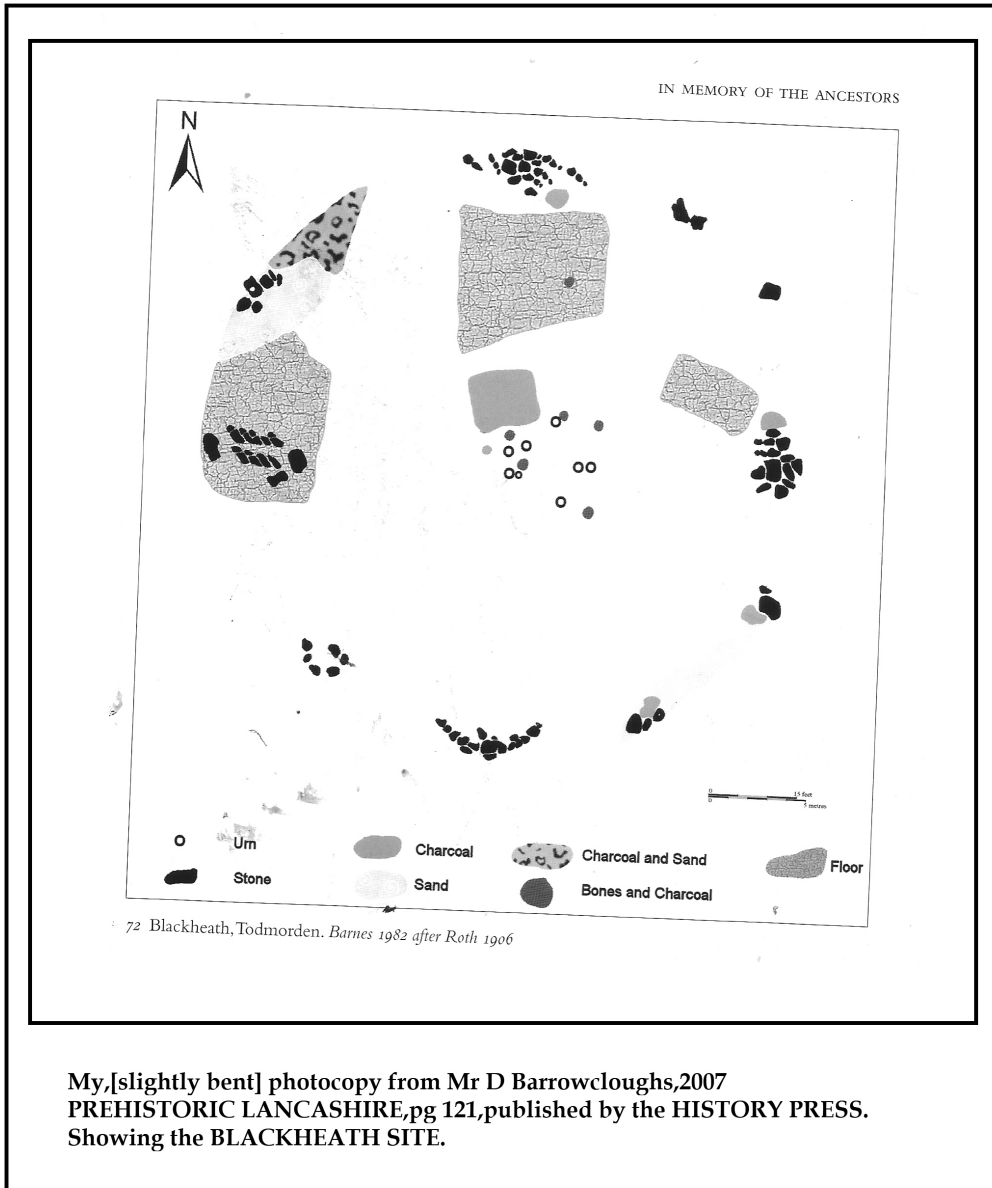 IN MEMORY OF THE ANCESTORS
N
0 15 feet
0 5 metres
Urn Charcoal Charcoal and Sand Floor
Stone Sand Bones and Charcoal
72 Blackheath, Todmorden. Barnes 1982 after Roth 1906
My,[slightly bent] photocopy from Mr D Barrowcloughs,2007
PREHISTORIC LANCASHIRE,pg 121,published by the HISTORY PRESS.
Showing the BLACKHEATH SITE.